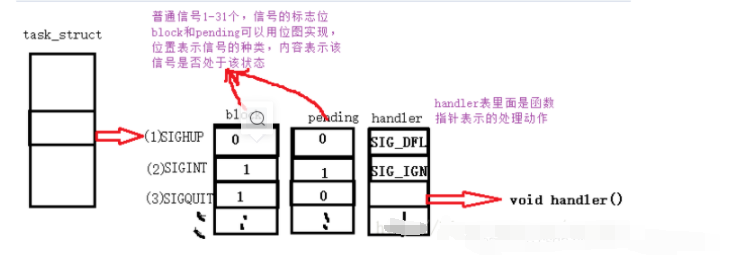 普通信号1-31个，信号的标志位
block和pending可以用位图实现，
位置表示信号的种类，内容表示该
信号是否处于该状态
task_struct
pending handler
handler表里面是函数
指针表示的处理动作
(1)SIGHUP 0 0 SIG_DFL
(2)SIGINT 1 1 SIG_IGN
(3)SIGQUIT 1 0
void handler()